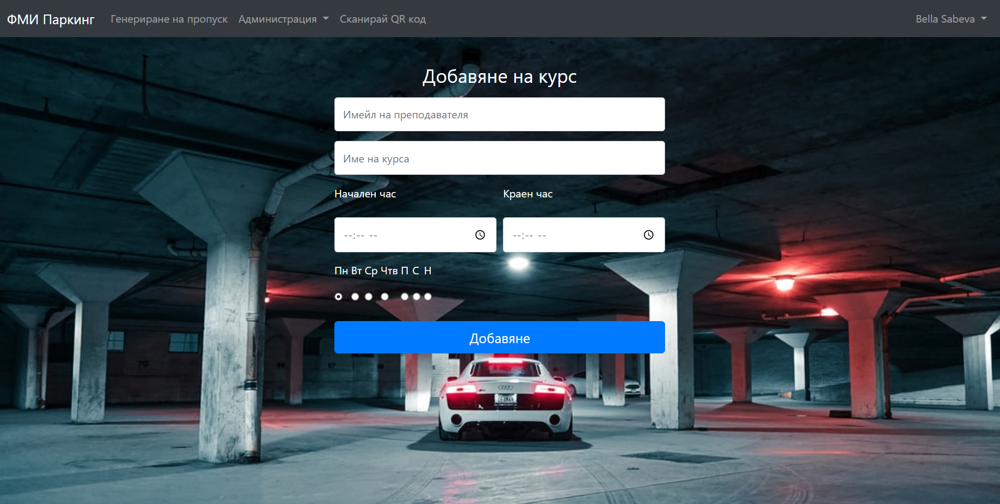 ФМИ Паркинг Генериране на пропуск Администрация Сканирай QR код Bella Sabeva
Добавяне на курс
Имейл на преподавателя
Име на курса
Начален час Краен час
--:-- -- --:-- --
Пн Вт Ср Чтв П С Н
Добавяне
70